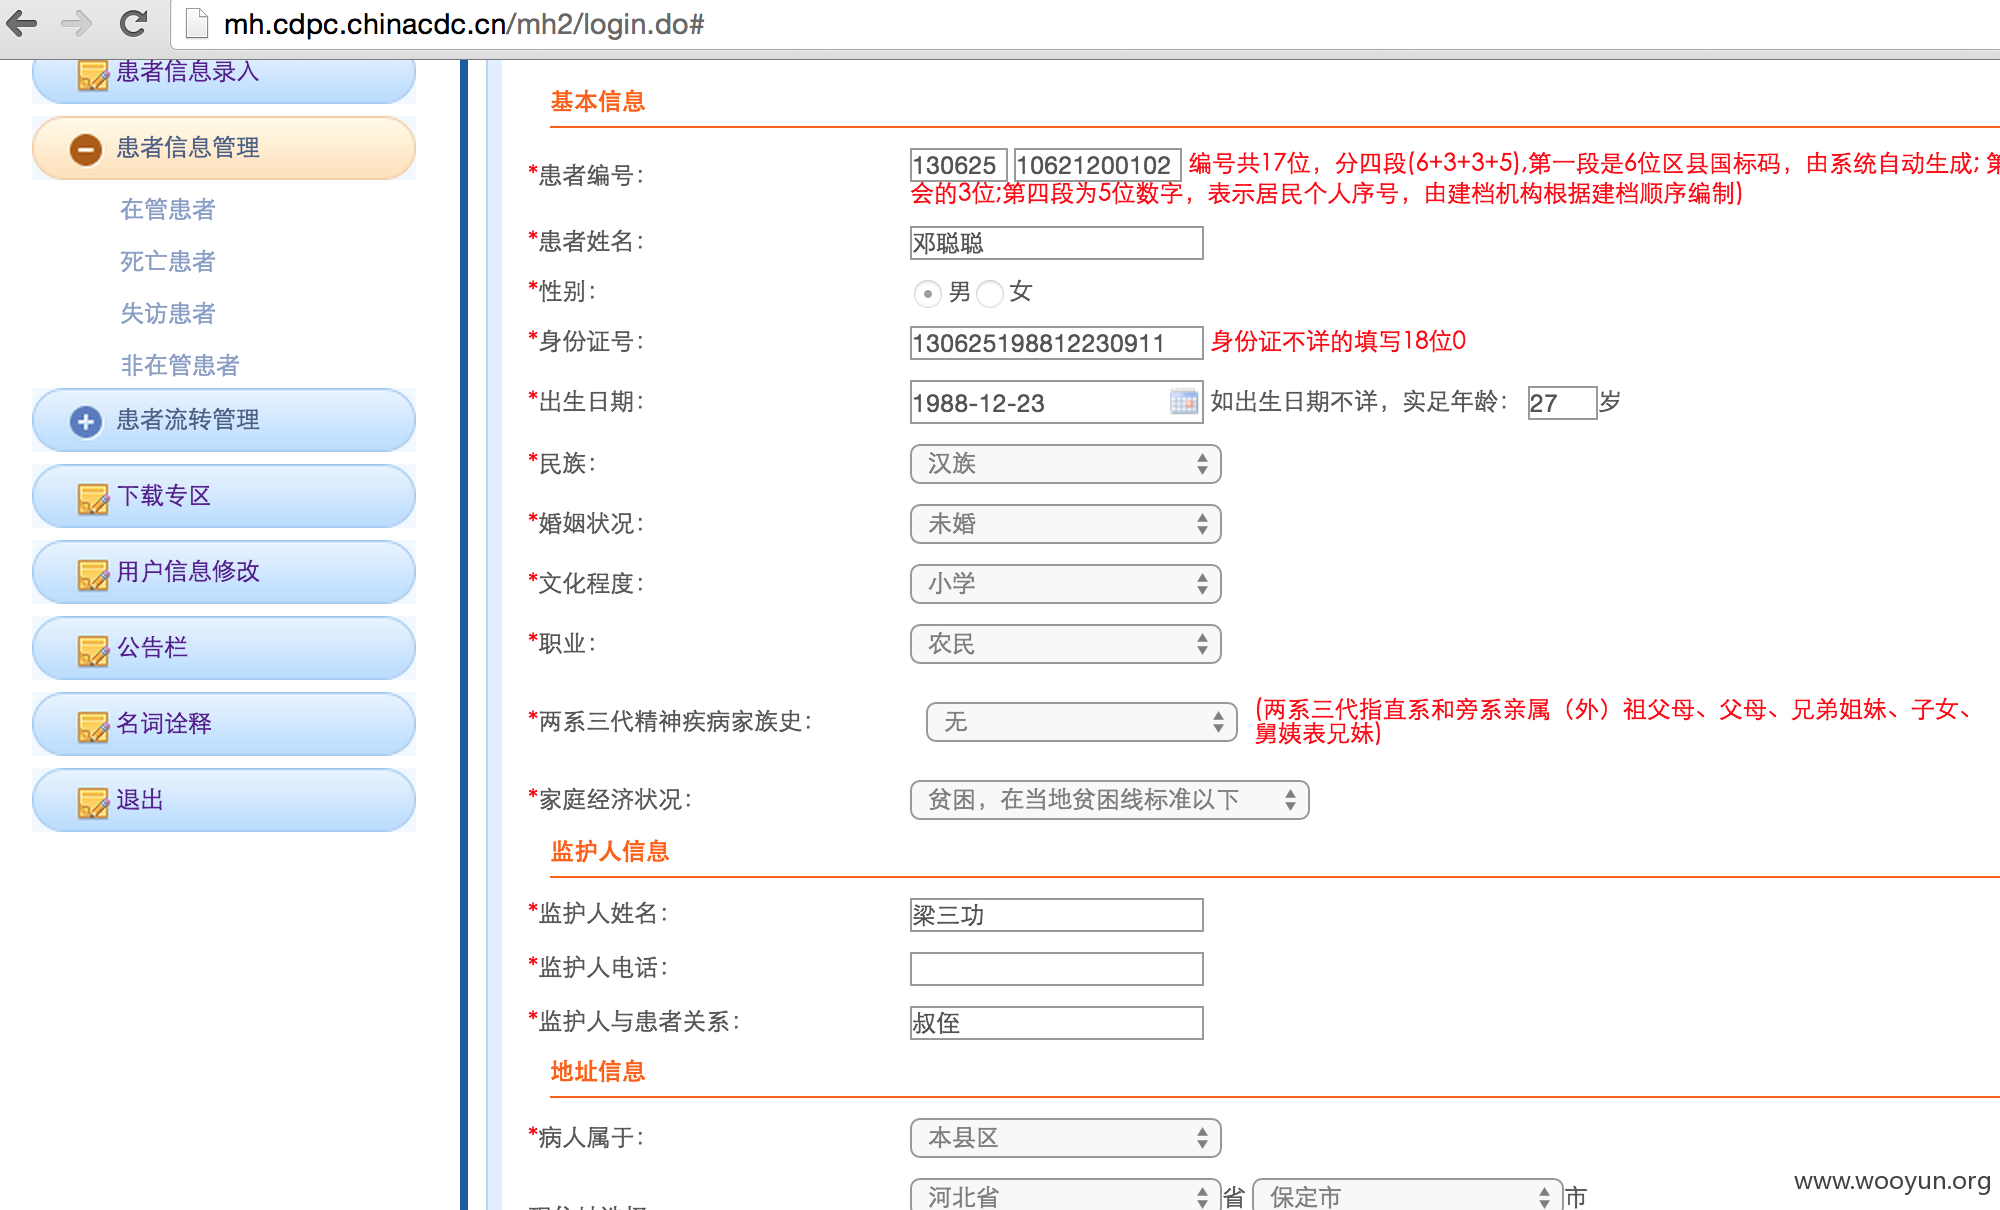 mh.cdpc.chinacdc.cn/mh2/login.do#
患者信息录入
患者信息管理
在管患者
死亡患者
失访患者
非在管患者
患者流转管理
下载专区
用户信息修改
公告栏
名词诠释
退出
基本信息
*患者编号： 130625 10621200102 编号共17位，分四段(6+3+3+5),第一段是6位区县国标码，由系统自动生成; 第
会的3位;第四段为5位数字，表示居民个人序号，由建档机构根据建档顺序编制)
*患者姓名： 邓聪聪
*性别： 男 女
*身份证号： 130625198812230911 身份证不详的填写18位0
*出生日期： 1988-12-23 如出生日期不详，实足年龄： 27 岁
*民族： 汉族
*婚姻状况： 未婚
*文化程度： 小学
*职业： 农民
*两系三代精神疾病家族史： 无 (两系三代指直系和旁系亲属（外）祖父母、父母、兄弟姐妹、子女、
舅姨表兄妹)
*家庭经济状况： 贫困，在当地贫困线标准以下
监护人信息
*监护人姓名： 梁三功
*监护人电话：
*监护人与患者关系： 叔侄
地址信息
*病人属于： 本县区
河北省 省 保定市 市
www.wooyun.org